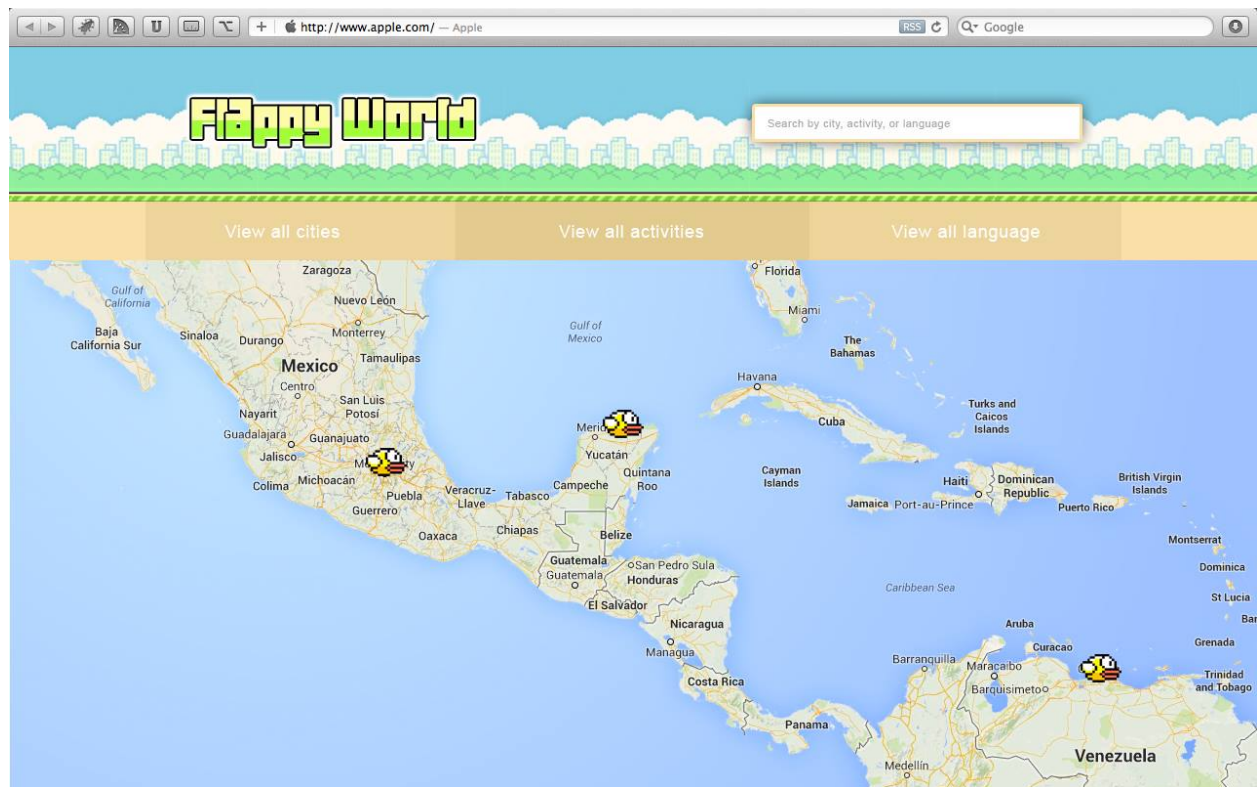 http://www.apple.com/ — Apple
RSS
Google
Flappy World
Search by city, activity, or language
View all cities
View all activities
View all language
Zaragoza
Florida
Gulf of
California
Nuevo León
Miami
Monterrey
Gulf of
Mexico
Baja
California Sur
Sinaloa
Durango
Tamaulipas
The
Bahamas
Mexico
Centro
Havana
San Luis
Potosí
Nayarit
Turks and
Caicos
Islands
Cuba
Guadalajara
Guanajuato
Jalisco
Yucatán
Colima
Michoacán
Campeche
Quintana
Roo
Cayman
Islands
Haiti
Dominican
Republic
British Virgin
Islands
Puebla
Veracruz-
Llave
Tabasco
Jamaica
Port-au-Prince
Puerto Rico
Guerrero
Oaxaca
Chiapas
Belize
Montserrat
Guatemala
San Pedro Sula
Dominica
Guatemala
Honduras
Caribbean Sea
El Salvador
St Lucia
Nicaragua
Aruba
Managua
Curacao
Grenada
Barranquilla
Maracaibo
Costa Rica
Barquisimeto
Trinidad
and Tobago
Panama
Venezuela
Medellín